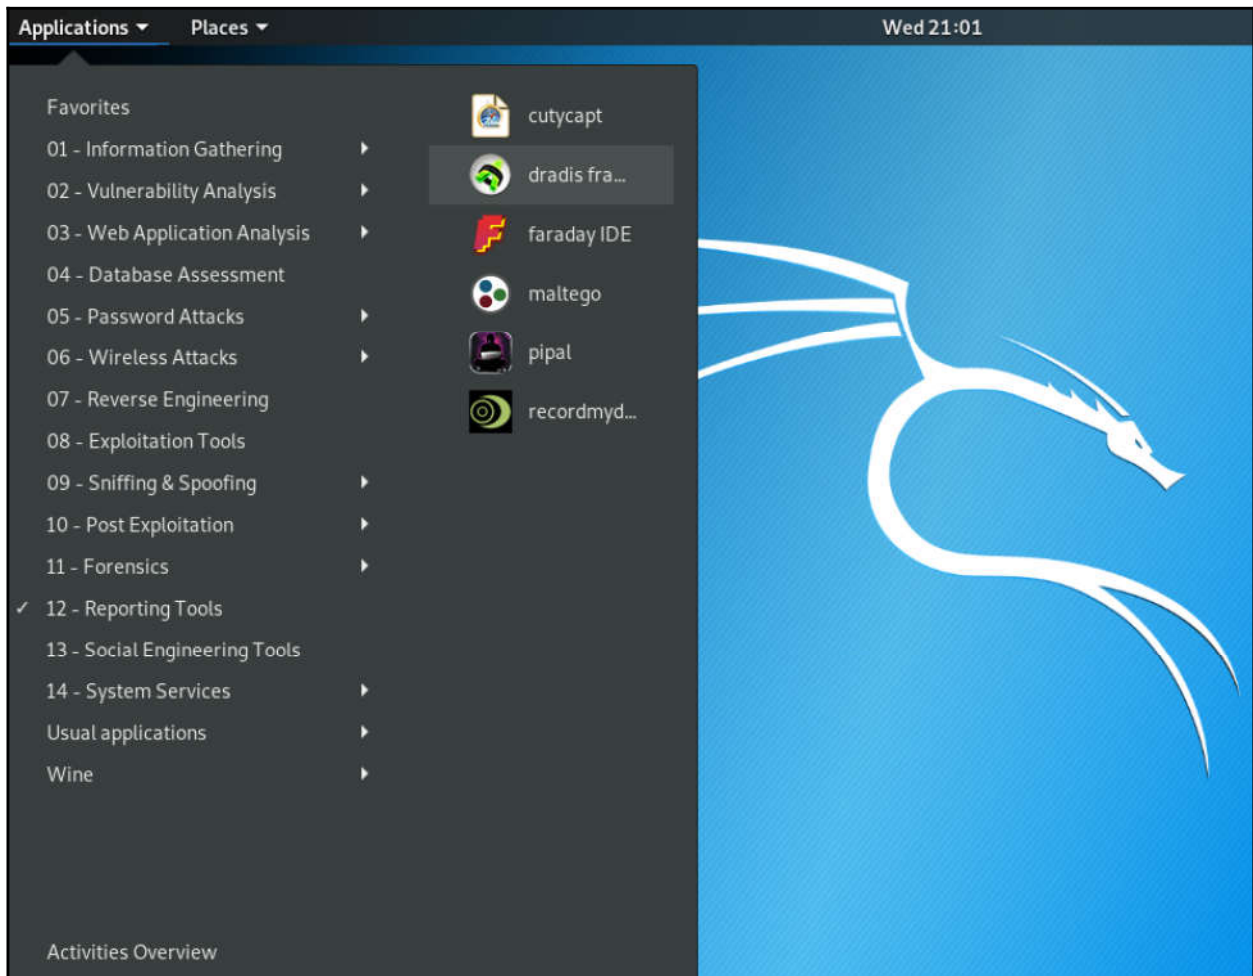 Applications Places Wed 21:01
Favorites
01 - Information Gathering
02 - Vulnerability Analysis
03 - Web Application Analysis
04 - Database Assessment
05 - Password Attacks
06 - Wireless Attacks
07 - Reverse Engineering
08 - Exploitation Tools
09 - Sniffing & Spoofing
10 - Post Exploitation
11 - Forensics
12 - Reporting Tools
13 - Social Engineering Tools
14 - System Services
Usual applications
Wine
Activities Overview
cutycapt
dradis fra...
faraday IDE
maltego
pipal
recordmyd...